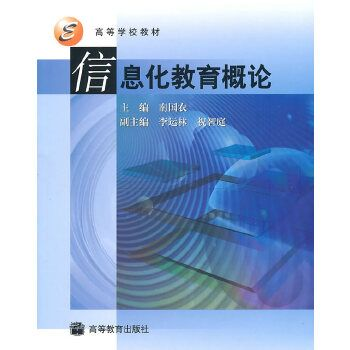 高等学校教材
信息化教育概论
主 编 南国农
副主编 李运林 祝智庭
高等教育出版社